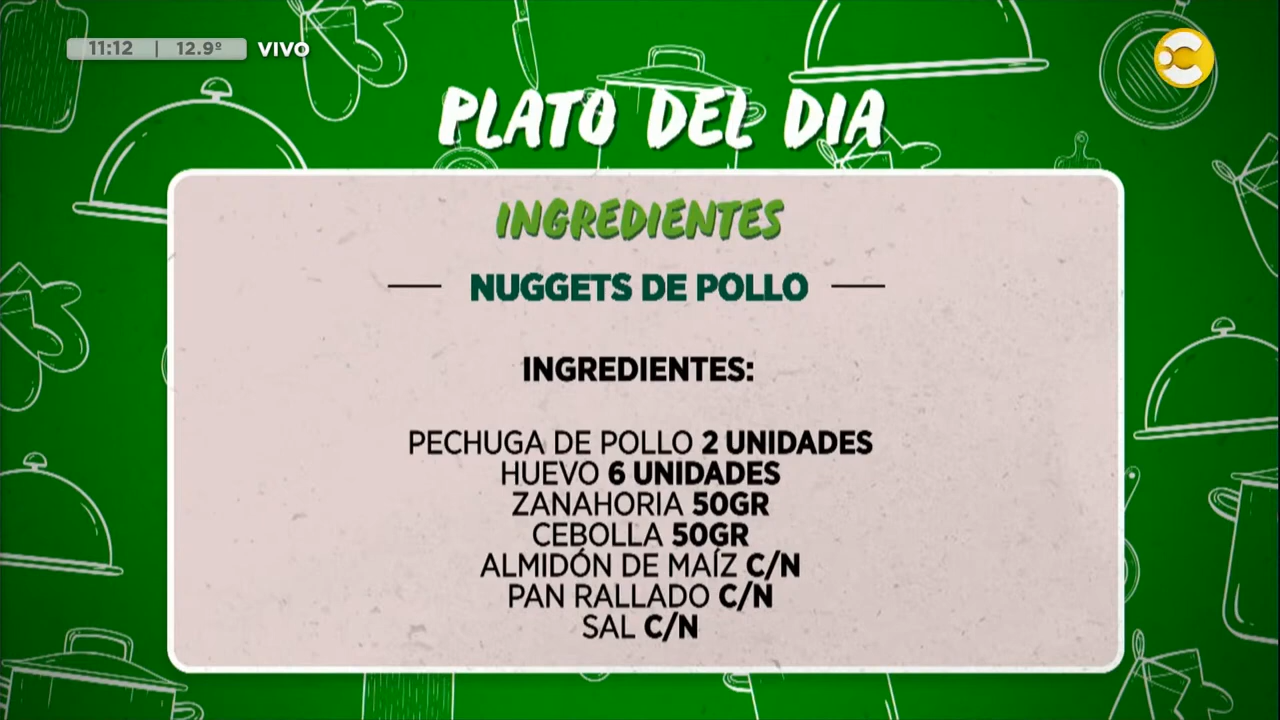 11:12 | 12.9º VIVO
PLATO DEL DIA
INGREDIENTES
NUGGETS DE POLLO
INGREDIENTES:
PECHUGA DE POLLO 2 UNIDADES
HUEVO 6 UNIDADES
ZANAHORIA 50GR
CEBOLLA 50GR
ALMIDÓN DE MAÍZ C/N
PAN RALLADO C/N
SAL C/N